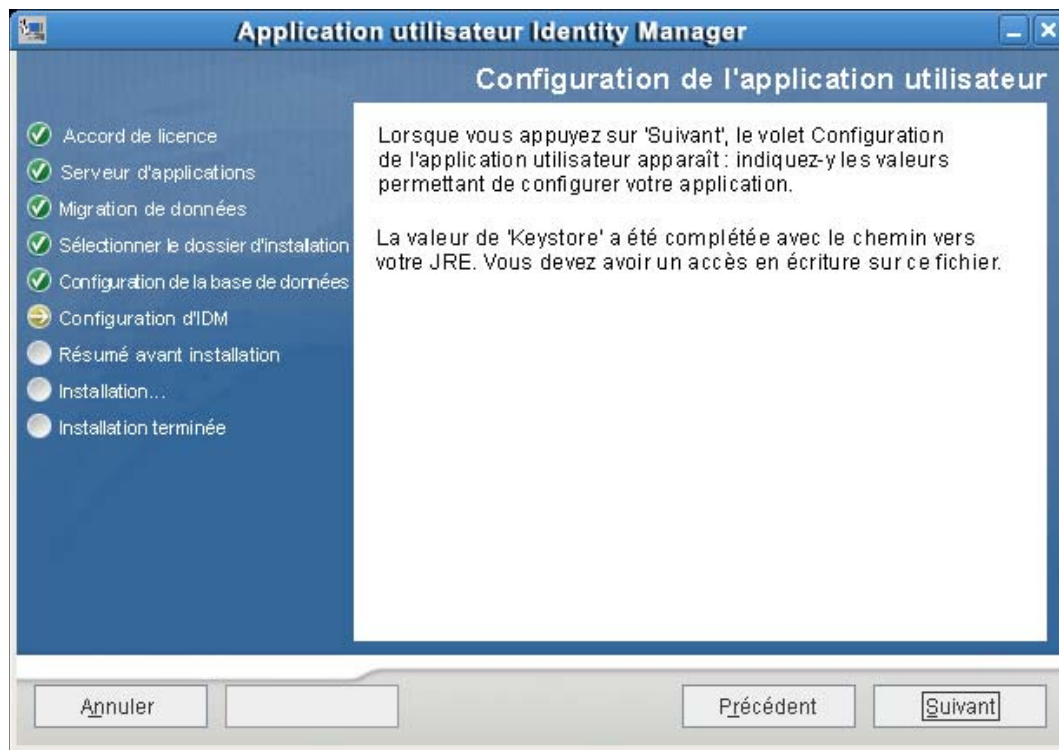 Application utilisateur Identity Manager
Configuration de l'application utilisateur
Accord de licence
Serveur d'applications
Migration de données
Sélectionner le dossier d'installation
Configuration de la base de données
Configuration d'IDM
Résumé avant installation
Installation...
Installation terminée
Lorsque vous appuyez sur 'Suivant', le volet Configuration
de l'application utilisateur apparaît : indiquez-y les valeurs
permettant de configurer votre application.
La valeur de 'Keystore' a été complétée avec le chemin vers
votre JRE. Vous devez avoir un accès en écriture sur ce fichier.
Annuler
Précédent
Suivant